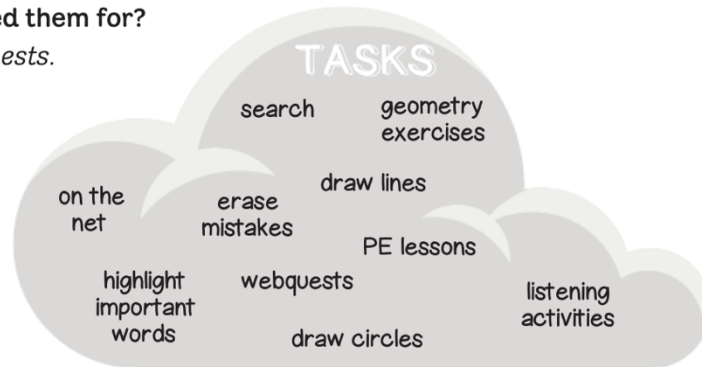 ed them for?
ests.
TASKS
search
geometry
exercises
draw lines
on the
net
erase
mistakes
PE lessons
highlight
important
words
webquests
listening
activities
draw circles